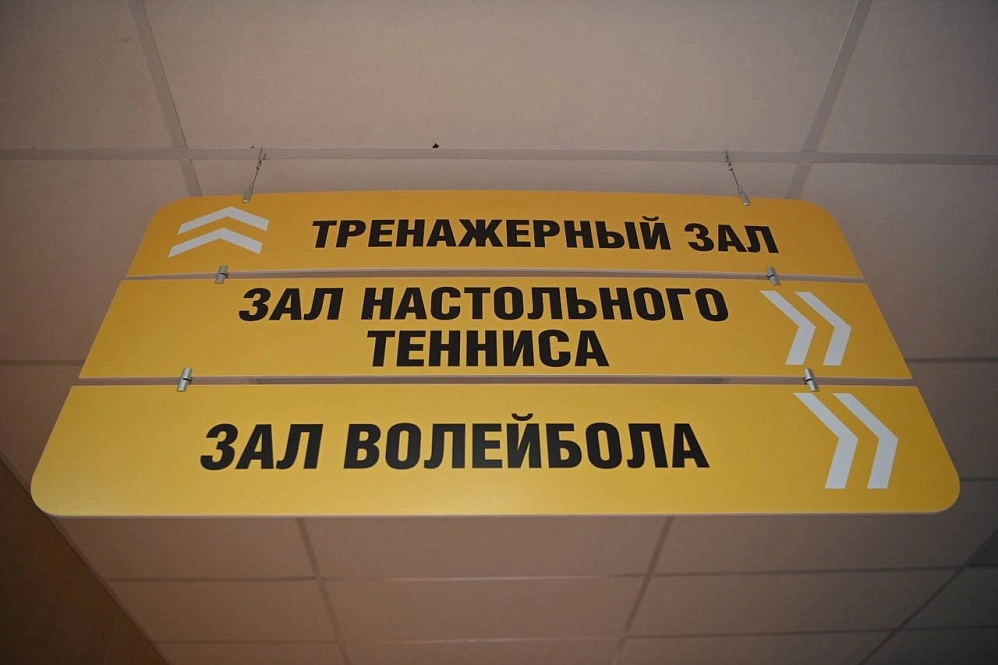 ТРЕНАЖЕРНЫЙ ЗАЛ
ЗАЛ НАСТОЛЬНОГО
ТЕННИСА
ЗАЛ ВОЛЕЙБОЛА